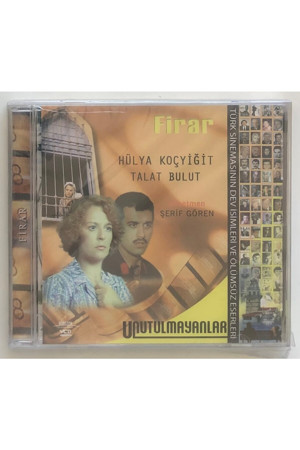 Firar
HÜLYA KOÇYİĞİT
TALAT BULUT
ŞERİF GÖREN
UNUTULMAYANLAR
TÜRK SİNEMASININ DEV İSİMLERİ VE ÖLÜMSÜZ ESERLERİ
FİRAR